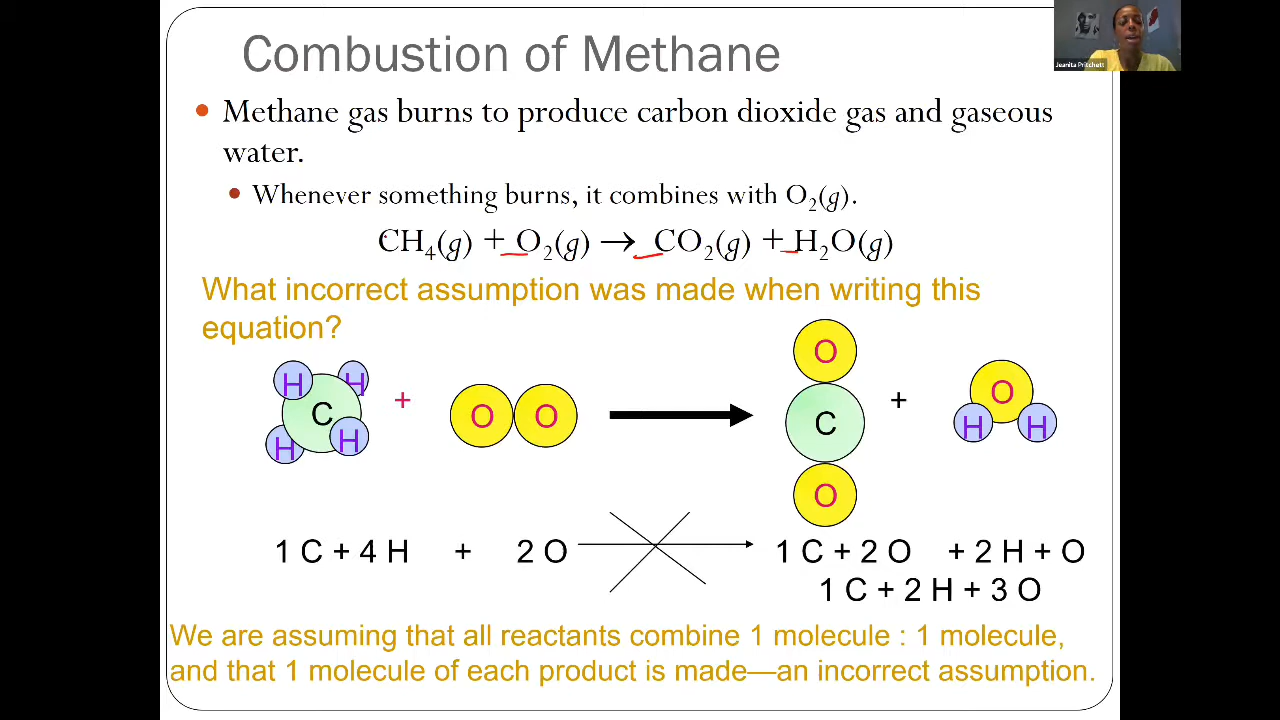 Combustion of Methane
Jeanita Pritchett
• Methane gas burns to produce carbon dioxide gas and gaseous
water.
• Whenever something burns, it combines with O₂(g).
CH₄(g) + O₂(g) → CO₂(g) + H₂O(g)
What incorrect assumption was made when writing this
equation?
H H C H H + O O O C O + O H H
1 C + 4 H + 2 O 1 C + 2 O + 2 H + O
1 C + 2 H + 3 O
We are assuming that all reactants combine 1 molecule : 1 molecule,
and that 1 molecule of each product is made—an incorrect assumption.